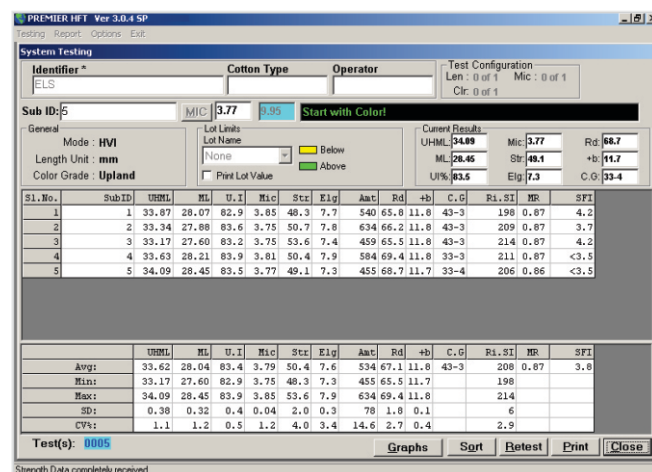 PREMIER HFT Ver 3.0.4 SP
Testing Report Options Exit
System Testing
Identifier * Cotton Type Operator
ELS
Test Configuration
Len : 0 of 1 Mic : 0 of 1
Clr: 0 of 1
Sub ID: 5 MIC 3.77 9.95 Start with Color!
General
Mode : HVI
Length Unit : mm
Color Grade : Upland
Lot Limits
Lot Name
None
Print Lot Value
Below
Above
Current Results
UHML: 34.09 Mic: 3.77 Rd: 68.7
ML: 28.45 Str: 49.1 +b: 11.7
UI%: 83.5 Elg: 7.3 C.G: 33-4
Sl.No. SubID UHML ML U.I Mic Str Elg Amt Rd +b C.G Ri.SI MR SFI
1 1 33.87 28.07 82.9 3.85 48.3 7.7 540 65.8 11.8 43-3 198 0.87 4.2
2 2 33.34 27.88 83.6 3.75 50.7 7.8 634 66.2 11.8 43-3 209 0.87 3.7
3 3 33.17 27.60 83.2 3.75 53.6 7.4 459 65.5 11.8 43-3 214 0.87 4.2
4 4 33.63 28.21 83.9 3.81 50.4 7.9 584 69.4 11.8 33-3 211 0.87 <3.5
5 5 34.09 28.45 83.5 3.77 49.1 7.3 455 68.7 11.7 33-4 206 0.86 <3.5
UHML ML U.I Mic Str Elg Amt Rd +b C.G Ri.SI MR SFI
Avg: 33.62 28.04 83.4 3.79 50.4 7.6 534 67.1 11.8 43-3 208 0.87 3.8
Min: 33.17 27.60 82.9 3.75 48.3 7.3 455 65.5 11.7 198
Max: 34.09 28.45 83.9 3.85 53.6 7.9 634 69.4 11.8 214
SD: 0.38 0.32 0.4 0.04 2.0 0.3 78 1.8 0.1 6
CV%: 1.1 1.2 0.5 1.2 4.0 3.4 14.6 2.7 0.4 2.9
Test(s): 0005 Graphs Sort Retest Print Close
Strength Data completely received